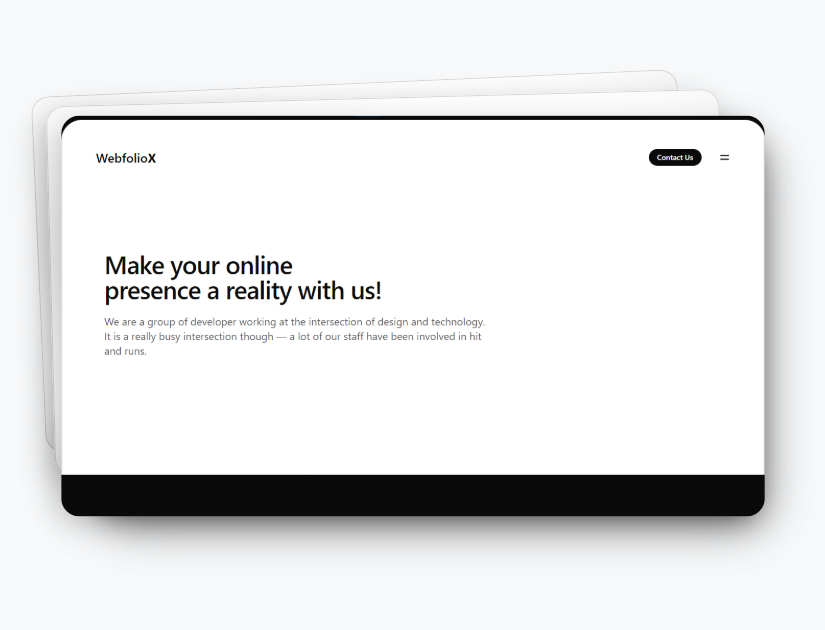 WebfolioX
Contact Us
Make your online
presence a reality with us!
We are a group of developer working at the intersection of design and technology.
It is a really busy intersection though — a lot of our staff have been involved in hit
and runs.